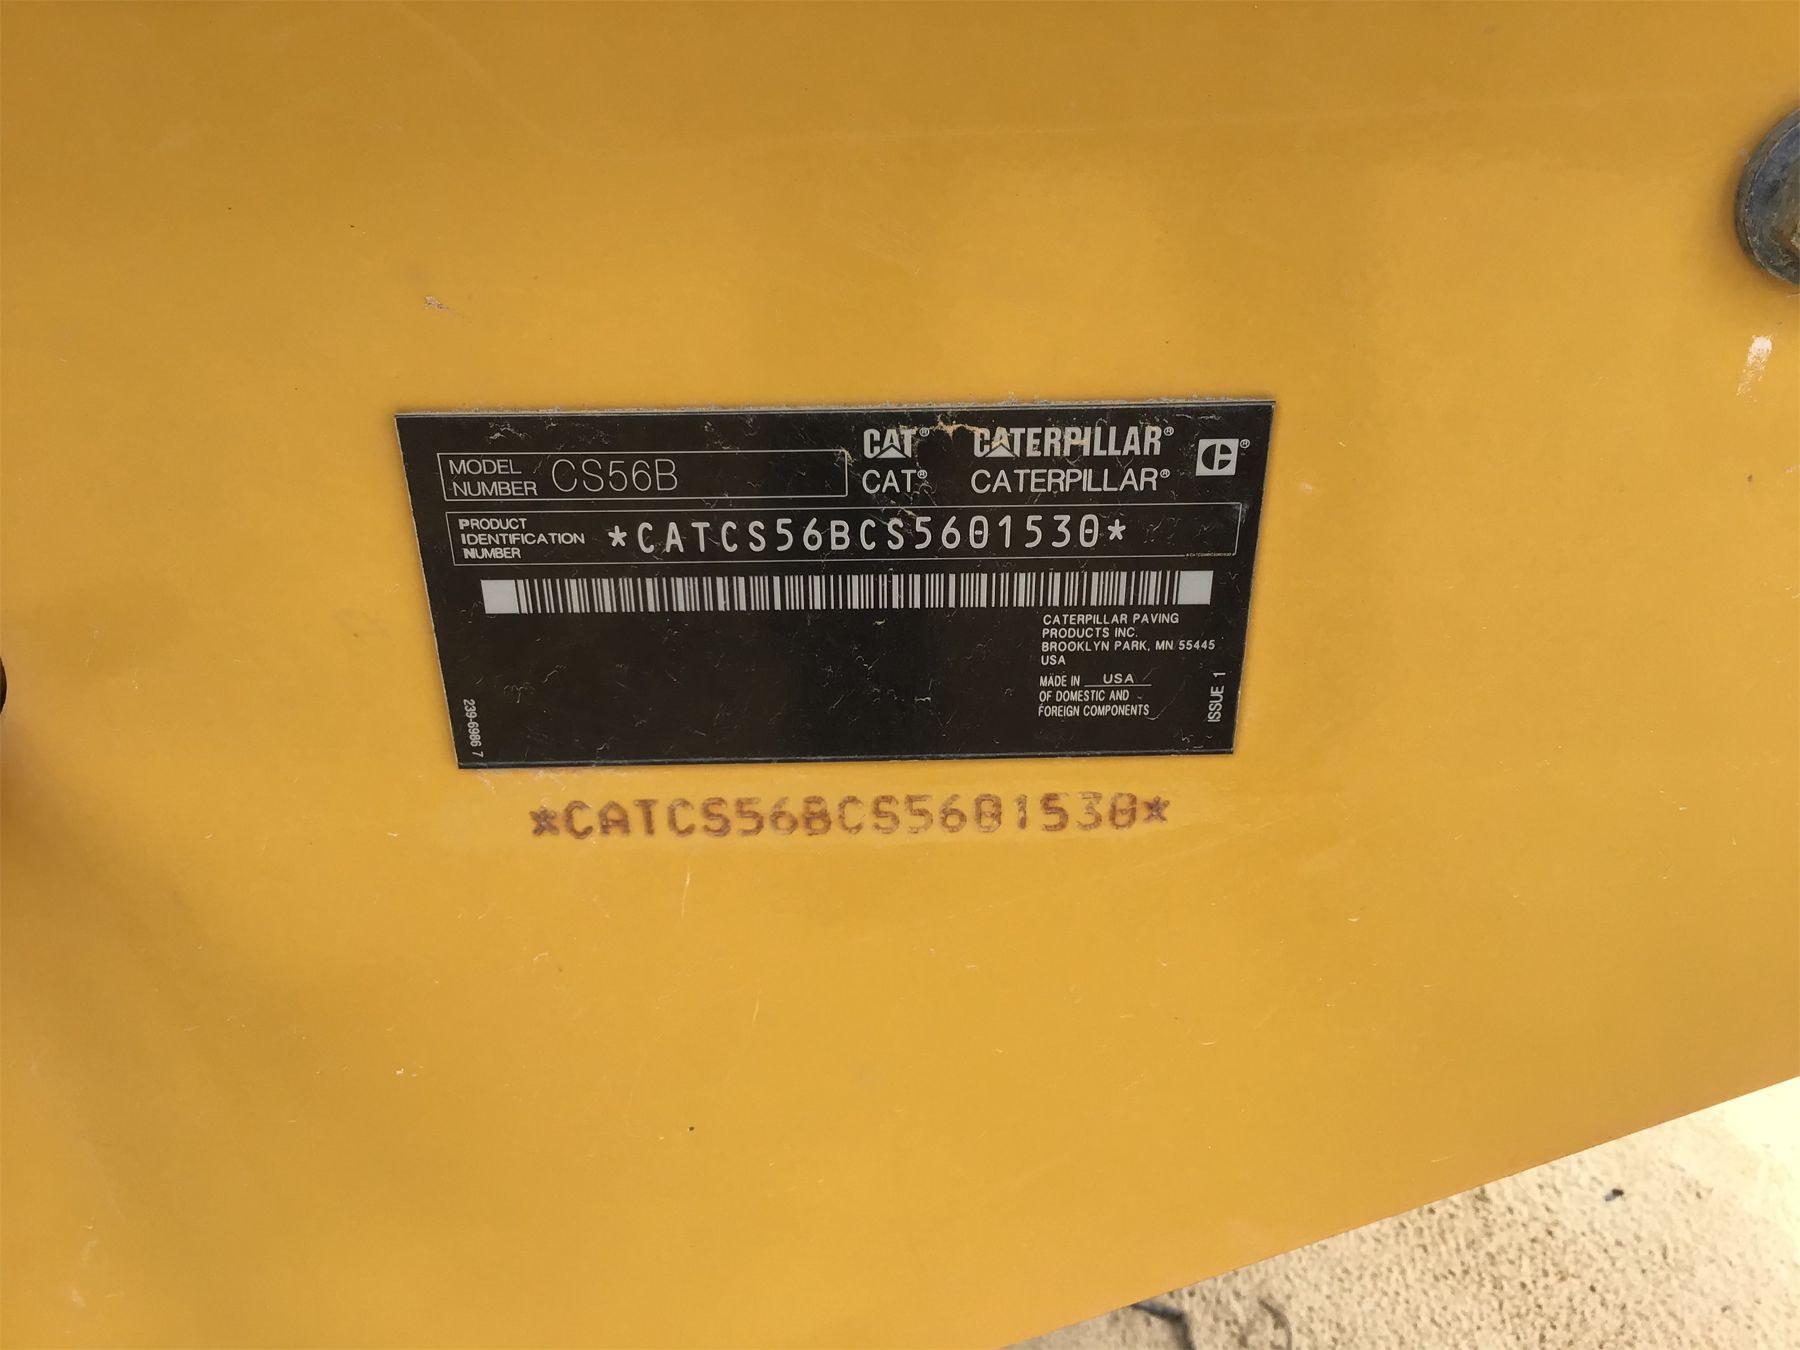 CAT® CATERPILLAR®
MODEL NUMBER CS56B
CAT® CATERPILLAR®
PRODUCT IDENTIFICATION NUMBER *CATCS56BCS5601530*
CATERPILLAR PAVING
PRODUCTS INC.
BROOKLYN PARK, MN 55445
USA
MADE IN USA
OF DOMESTIC AND
FOREIGN COMPONENTS
239-6986 7
ISSUE 1
*CATCS56BCS5601530*